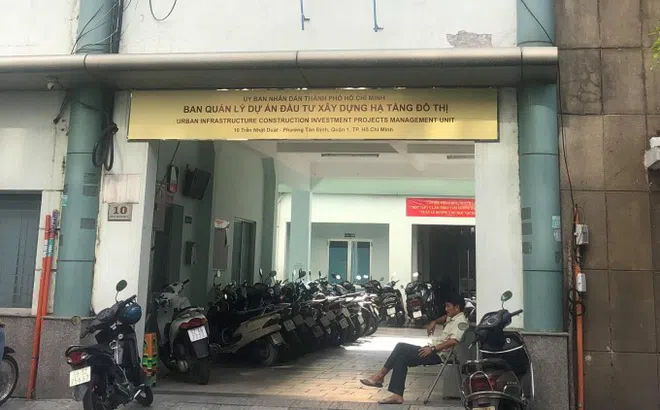 ỦY BAN NHÂN DÂN THÀNH PHỐ HỒ CHÍ MINH
BAN QUẢN LÝ DỰ ÁN ĐẦU TƯ XÂY DỰNG HẠ TẦNG ĐÔ THỊ
URBAN INFRASTRUCTURE CONSTRUCTION INVESTMENT PROJECTS MANAGEMENT UNIT
10 Trần Nhật Duật - Phường Tân Định, Quận 1, TP. Hồ Chí Minh
10